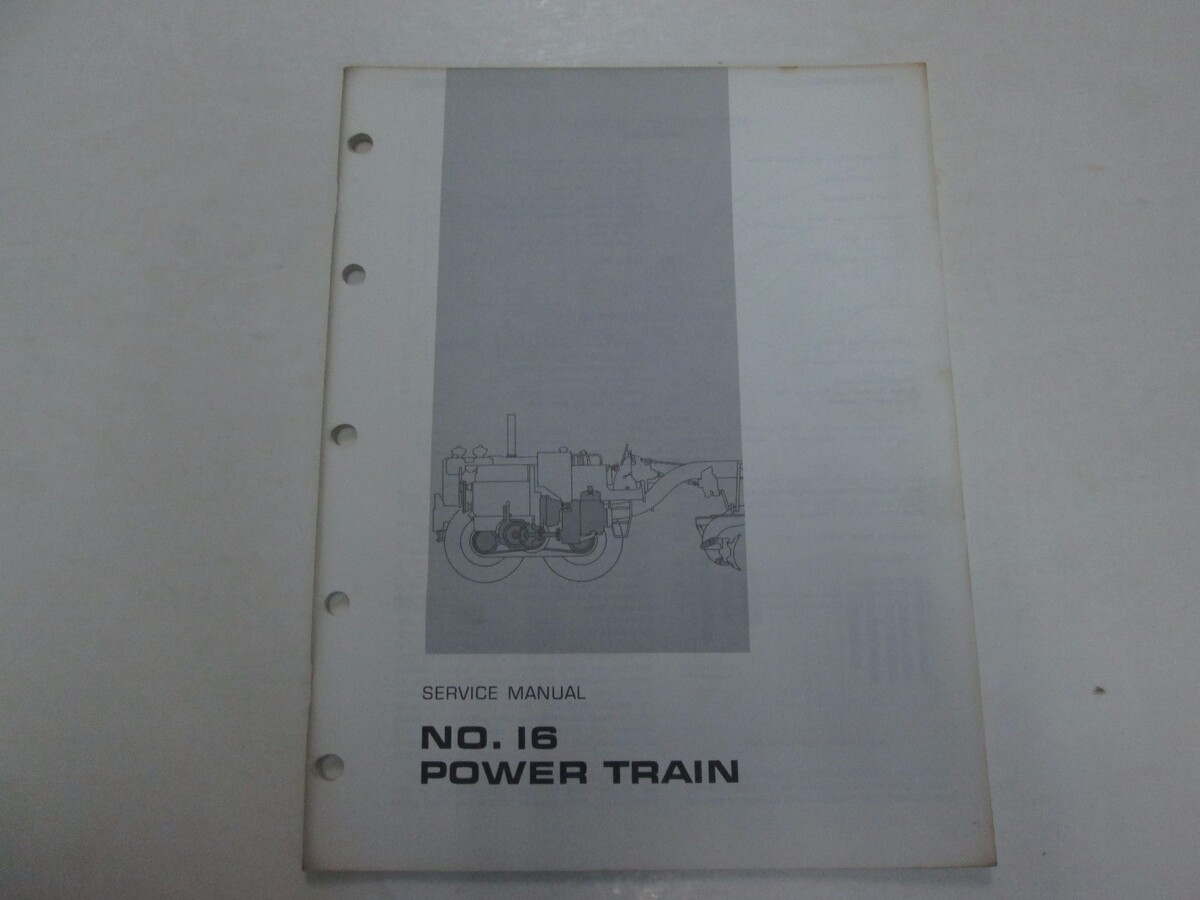 SERVICE MANUAL
NO. 16
POWER TRAIN